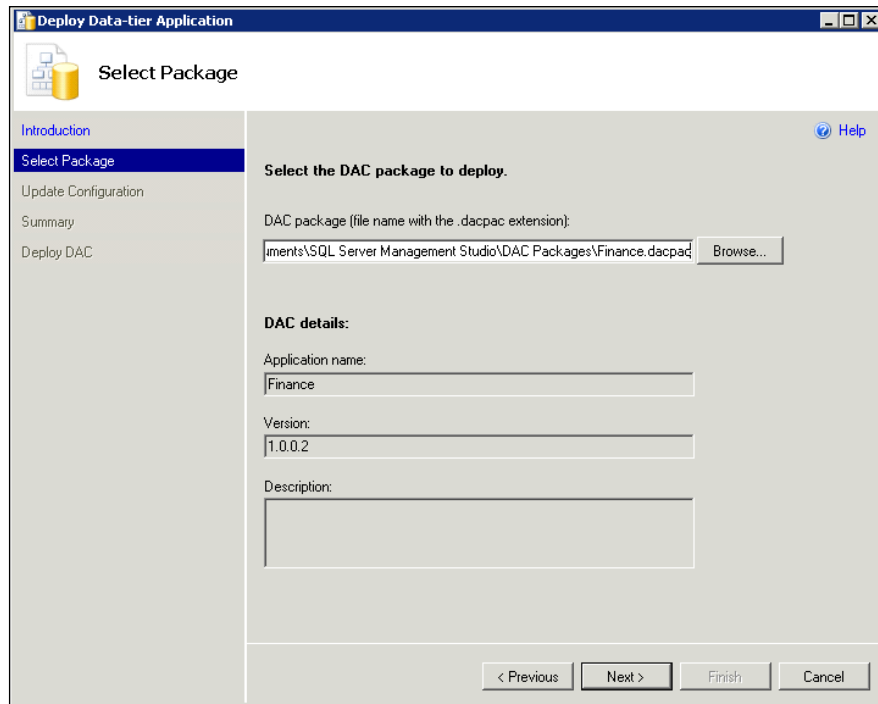 Deploy Data-tier Application
Select Package
Introduction
Help
Select Package
Update Configuration
Summary
Deploy DAC
Select the DAC package to deploy.
DAC package (file name with the .dacpac extension):
uments\SQL Server Management Studio\DAC Packages\Finance.dacpac
Browse...
DAC details:
Application name:
Finance
Version:
1.0.0.2
Description:
< Previous
Next >
Finish
Cancel